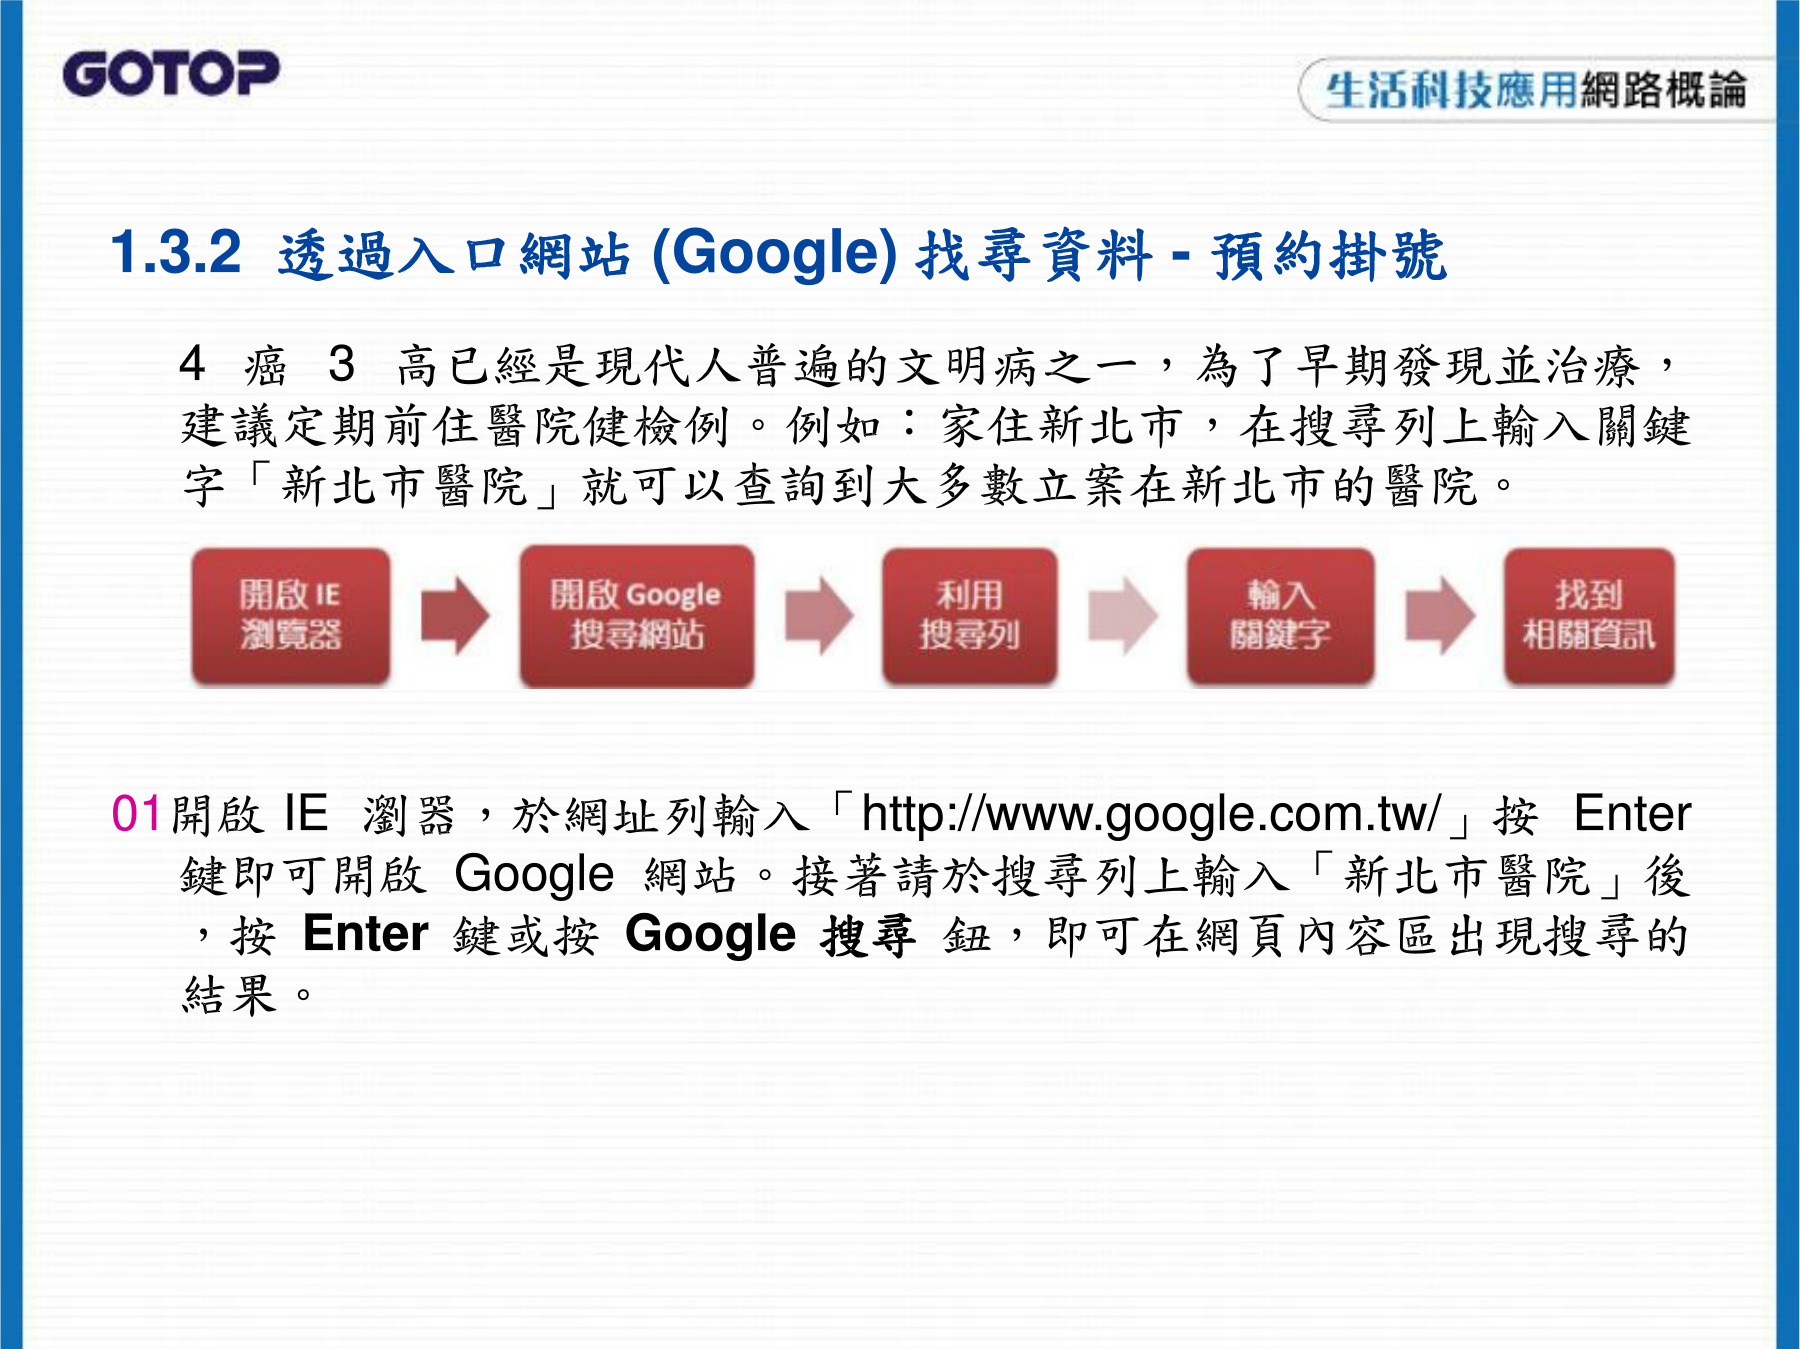 GOTOP
生活科技應用網路概論
1.3.2 透過入口網站 (Google) 找尋資料 - 預約掛號
4 癌 3 高已經是現代人普遍的文明病之一，為了早期發現並治療，
建議定期前住醫院健檢例。例如：家住新北市，在搜尋列上輸入關鍵
字「新北市醫院」就可以查詢到大多數立案在新北市的醫院。
開啟 IE
瀏覽器
開啟 Google
搜尋網站
利用
搜尋列
輸入
關鍵字
找到
相關資訊
01開啟 IE 瀏器，於網址列輸入「http://www.google.com.tw/」按 Enter
鍵即可開啟 Google 網站。接著請於搜尋列上輸入「新北市醫院」後
，按 Enter 鍵或按 Google 搜尋 鈕，即可在網頁內容區出現搜尋的
結果。